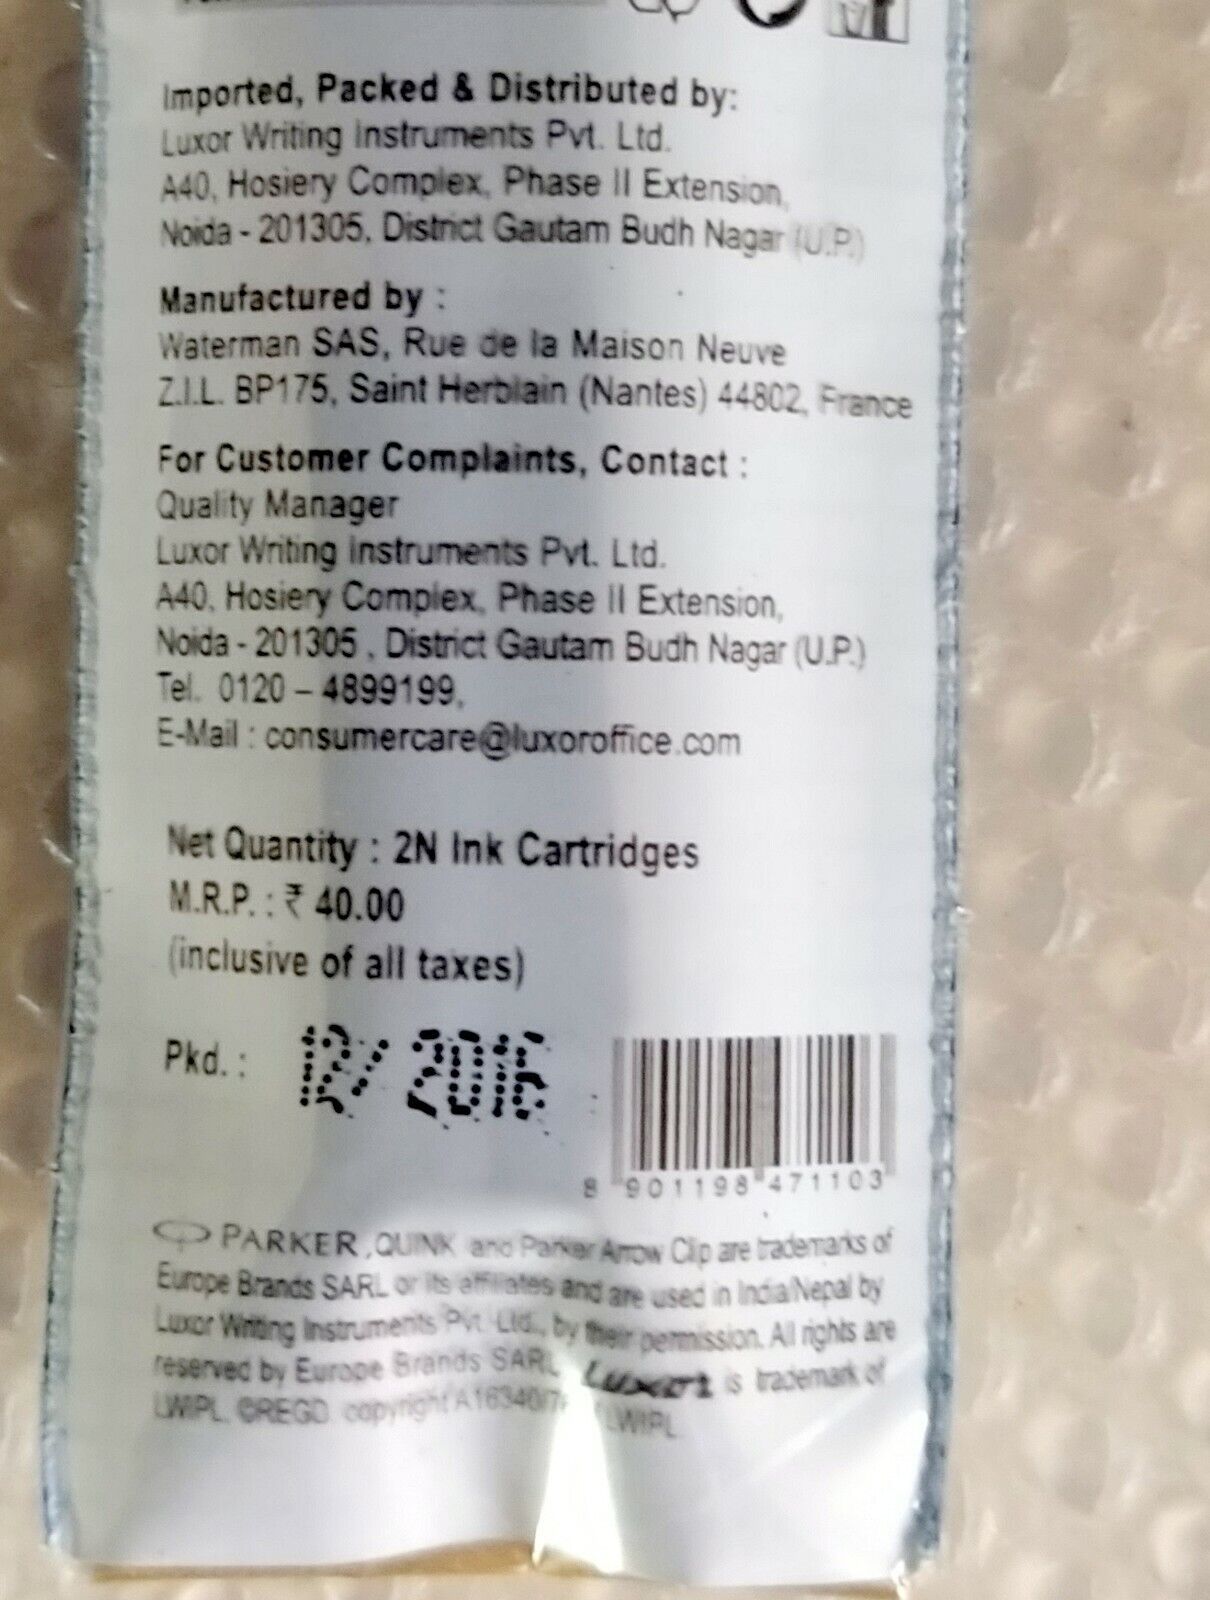 Imported, Packed & Distributed by:
Luxor Writing Instruments Pvt. Ltd.
A40, Hosiery Complex, Phase II Extension,
Noida - 201305, District Gautam Budh Nagar (U.P.)
Manufactured by :
Waterman SAS, Rue de la Maison Neuve
Z.I.L. BP175, Saint Herblain (Nantes) 44802, France
For Customer Complaints, Contact :
Quality Manager
Luxor Writing Instruments Pvt. Ltd.
A40, Hosiery Complex, Phase II Extension,
Noida - 201305 , District Gautam Budh Nagar (U.P.)
Tel. 0120 – 4899199,
E-Mail : consumercare@luxoroffice.com
Net Quantity : 2N Ink Cartridges
M.R.P. : ₹ 40.00
(inclusive of all taxes)
Pkd. : 12/2016
8 901198 471103
PARKER, QUINK and Parker Arrow Clip are trademarks of
Europe Brands SARL or its affiliates and are used in India/Nepal by
Luxor Writing Instruments Pvt. Ltd., by their permission. All rights are
reserved by Europe Brands SARL. Luxor is trademark of
LWIPL. ©REGD. copyright LWIPL